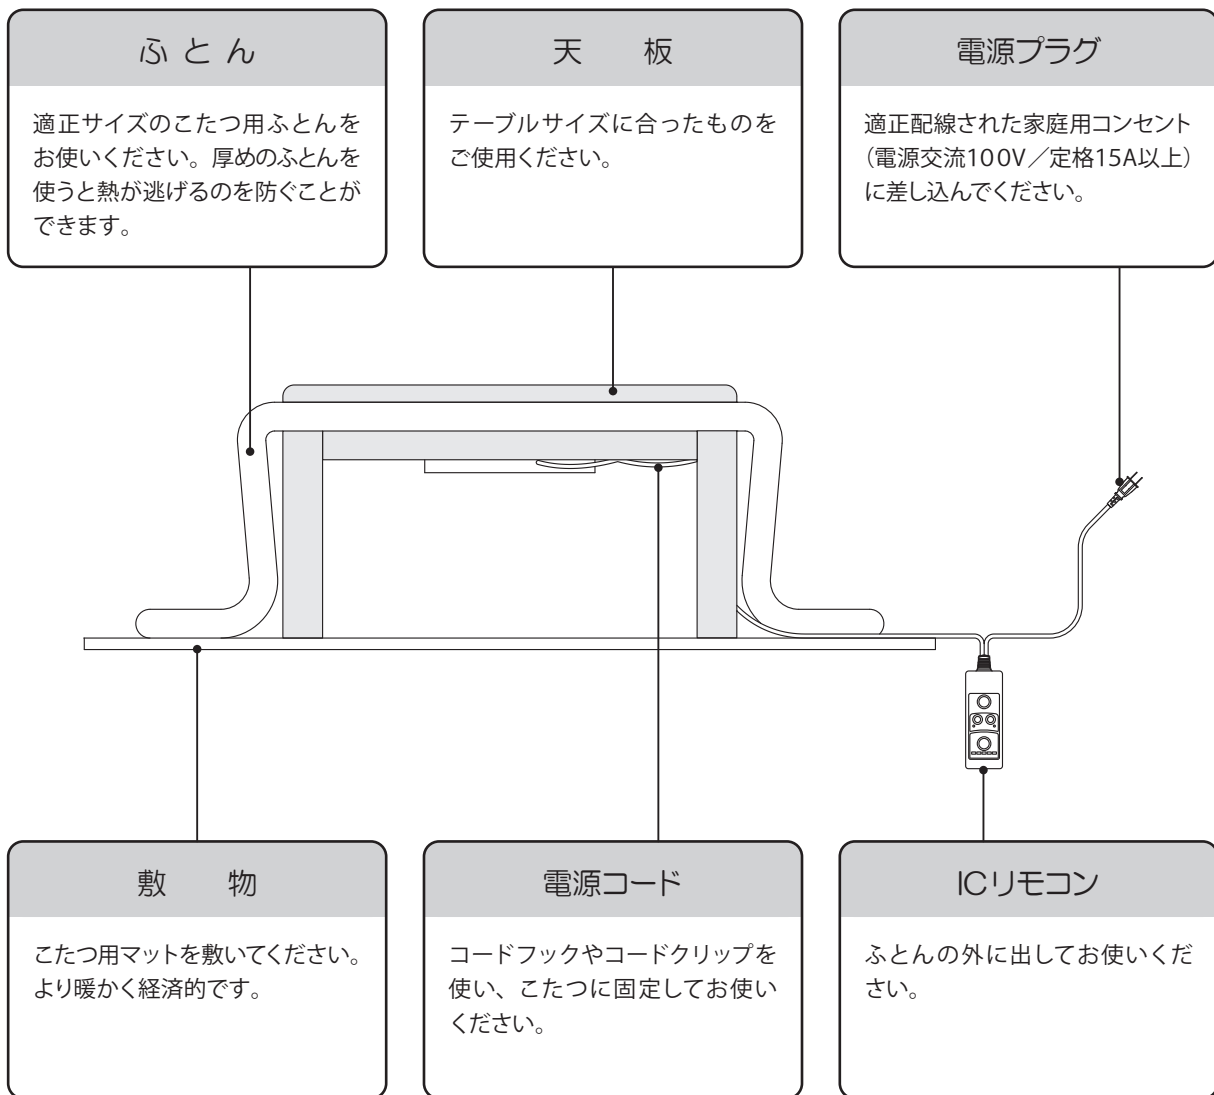 ふとん
適正サイズのこたつ用ふとんを
お使いください。厚めのふとんを
使うと熱が逃げるのを防ぐことが
できます。
天　板
テーブルサイズに合ったものを
ご使用ください。
電源プラグ
適正配線された家庭用コンセント
（電源交流100V／定格15A以上）
に差し込んでください。
敷　物
こたつ用マットを敷いてください。
より暖かく経済的です。
電源コード
コードフックやコードクリップを
使い、こたつに固定してお使い
ください。
ICリモコン
ふとんの外に出してお使いくだ
さい。